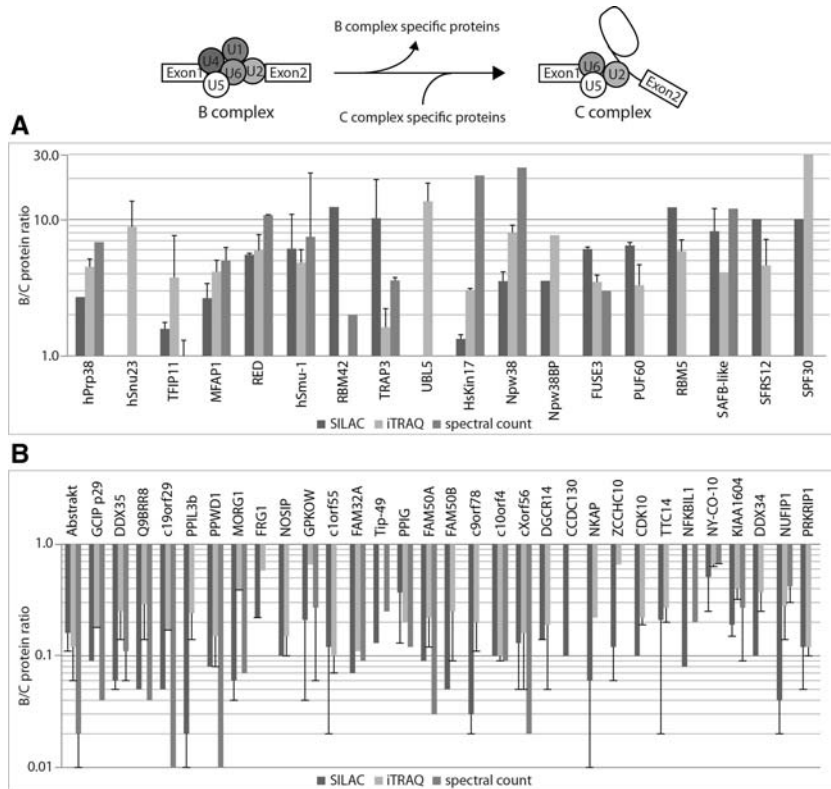 B complex specific proteins
U1
U4
Exon1
U6
U2
Exon2
U5
B complex
C complex specific proteins
U6
Exon1
U2
U5
Exon2
C complex
A
30.0
10.0
1.0
B/C protein ratio
hPrp38
hSnu23
TFIP11
MFAP1
RED
hSmu-1
RBM42
TRAP3
UBL5
HsKin17
Npw38
Npw38BP
FUSE3
PUF60
RBM5
SAFB-like
SFRS12
SPF30
SILAC iTRAQ spectral count
B
Abstrakt
GCIP p29
DDX35
Q9BRR8
c19orf29
PPIL3b
PPWD1
MORG1
FRG1
NOSIP
GPKOW
c1orf55
FAM32A
Tip-49
PPIG
FAM50A
FAM50B
c9orf78
c10orf4
cXorf56
DGCR14
CCDC130
NKAP
ZCCHC10
CDK10
TTC14
NFKBIL1
NY-CO-10
KIAA1604
DDX34
NUFIP1
PRKRIP1
1.0
0.1
0.01
B/C protein ratio
SILAC iTRAQ spectral count